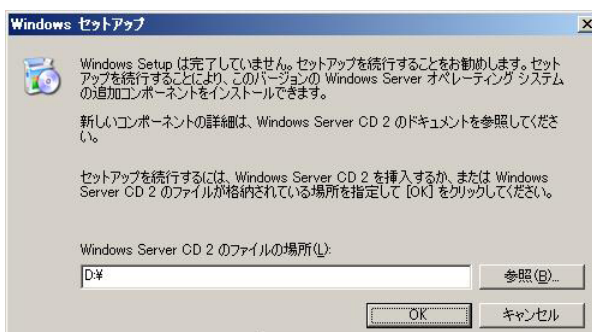 Windows セットアップ
Windows Setup は完了していません。セットアップを続行することをお勧めします。セット
アップを続行することにより、このバージョンの Windows Server オペレーティング システム
の追加コンポーネントをインストールできます。
新しいコンポーネントの詳細は、Windows Server CD 2 のドキュメントを参照してくださ
い。
セットアップを続行するには、Windows Server CD 2 を挿入するか、または Windows
Server CD 2 のファイルが格納されている場所を指定して [OK] をクリックしてください。
Windows Server CD 2 のファイルの場所(L):
D:¥
参照(B)...
OK
キャンセル